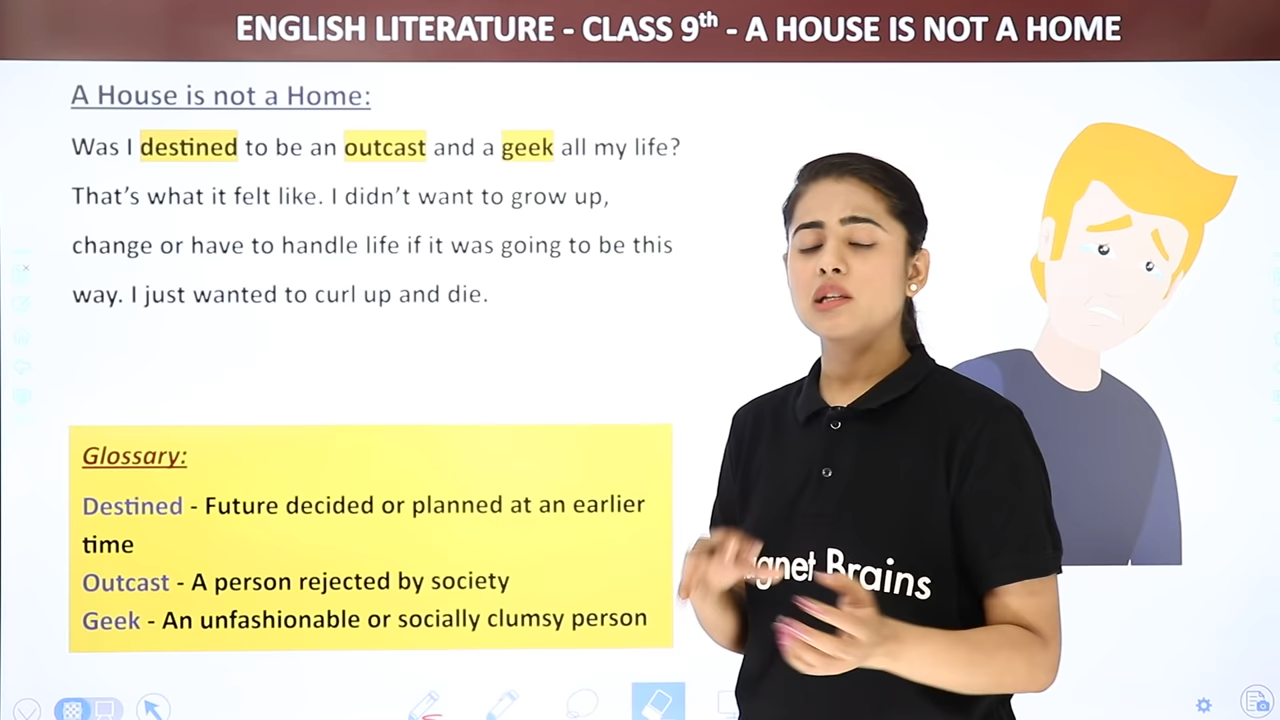 ENGLISH LITERATURE - CLASS 9th - A HOUSE IS NOT A HOME
A House is not a Home:
Was I destined to be an outcast and a geek all my life?
That’s what it felt like. I didn’t want to grow up,
change or have to handle life if it was going to be this
way. I just wanted to curl up and die.
Glossary:
Destined - Future decided or planned at an earlier
time
Outcast - A person rejected by society
Geek - An unfashionable or socially clumsy person
Brains